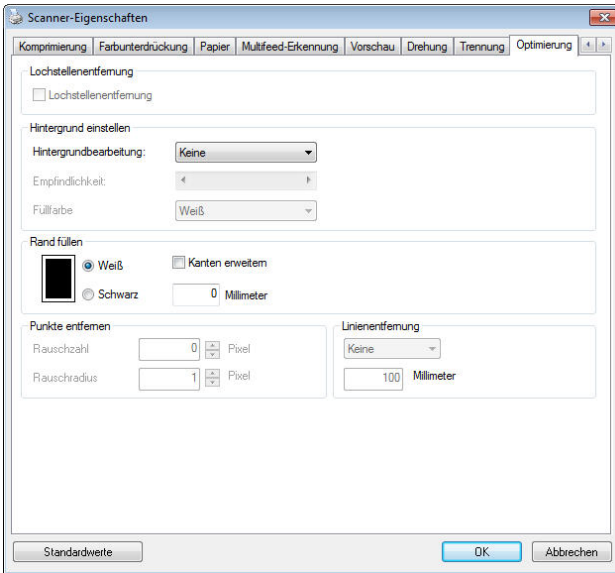 Scanner-Eigenschaften
Komprimierung Farbunterdrückung Papier Multifeed-Erkennung Vorschau Drehung Trennung Optimierung
Lochstellenentfernung
Lochstellenentfernung
Hintergrund einstellen
Hintergrundbearbeitung: Keine
Empfindlichkeit:
Füllfarbe Weiß
Rand füllen
Weiß Kanten erweitern
Schwarz 0 Millimeter
Punkte entfernen Linienentfernung
Rauschzahl 0 Pixel Keine
Rauschradius 1 Pixel 100 Millimeter
Standardwerte OK Abbrechen